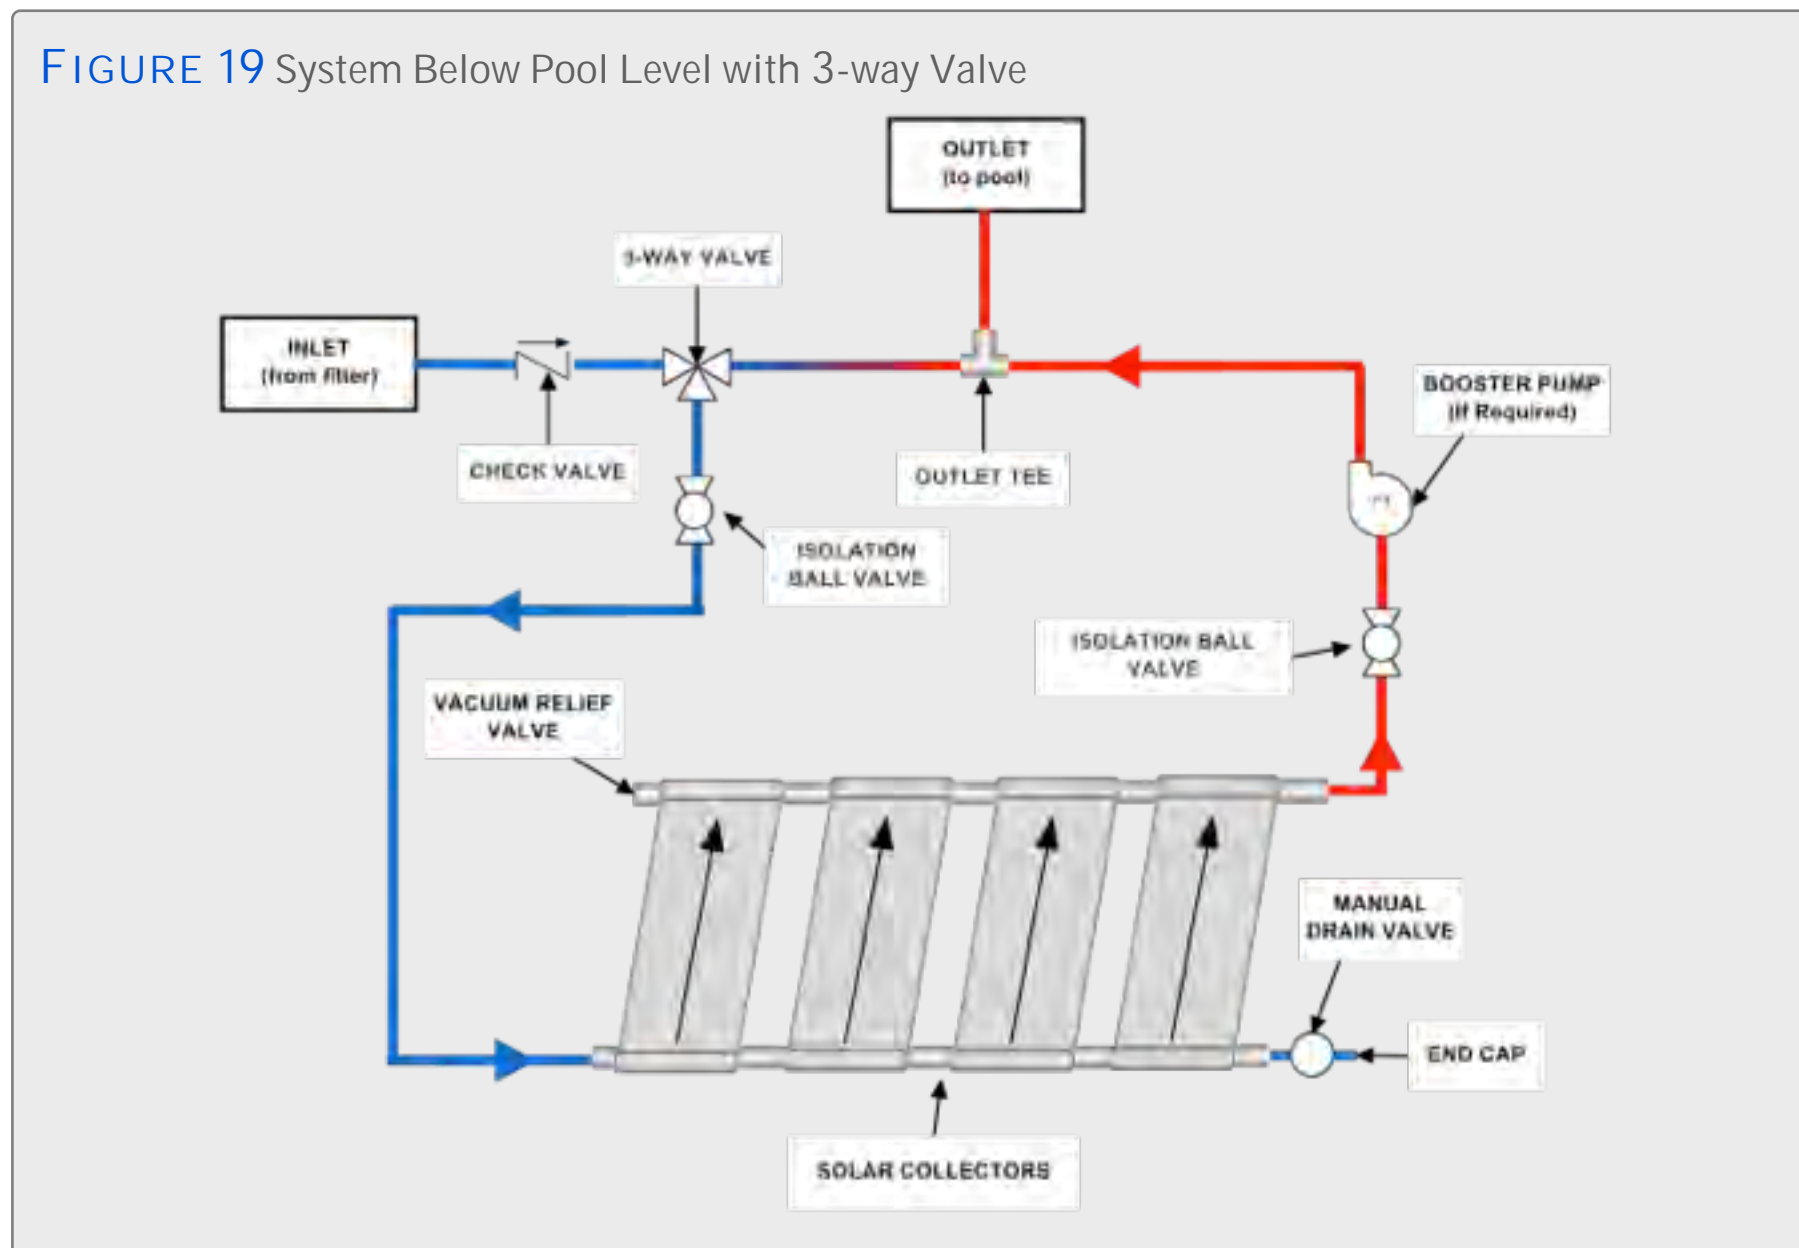 FIGURE 19 System Below Pool Level with 3-way Valve
OUTLET
(to pool)
3-WAY VALVE
INLET
(from filter)
BOOSTER PUMP
(If Required)
CHECK VALVE
OUTLET TEE
ISOLATION
BALL VALVE
ISOLATION BALL
VALVE
VACUUM RELIEF
VALVE
MANUAL
DRAIN VALVE
END CAP
SOLAR COLLECTORS